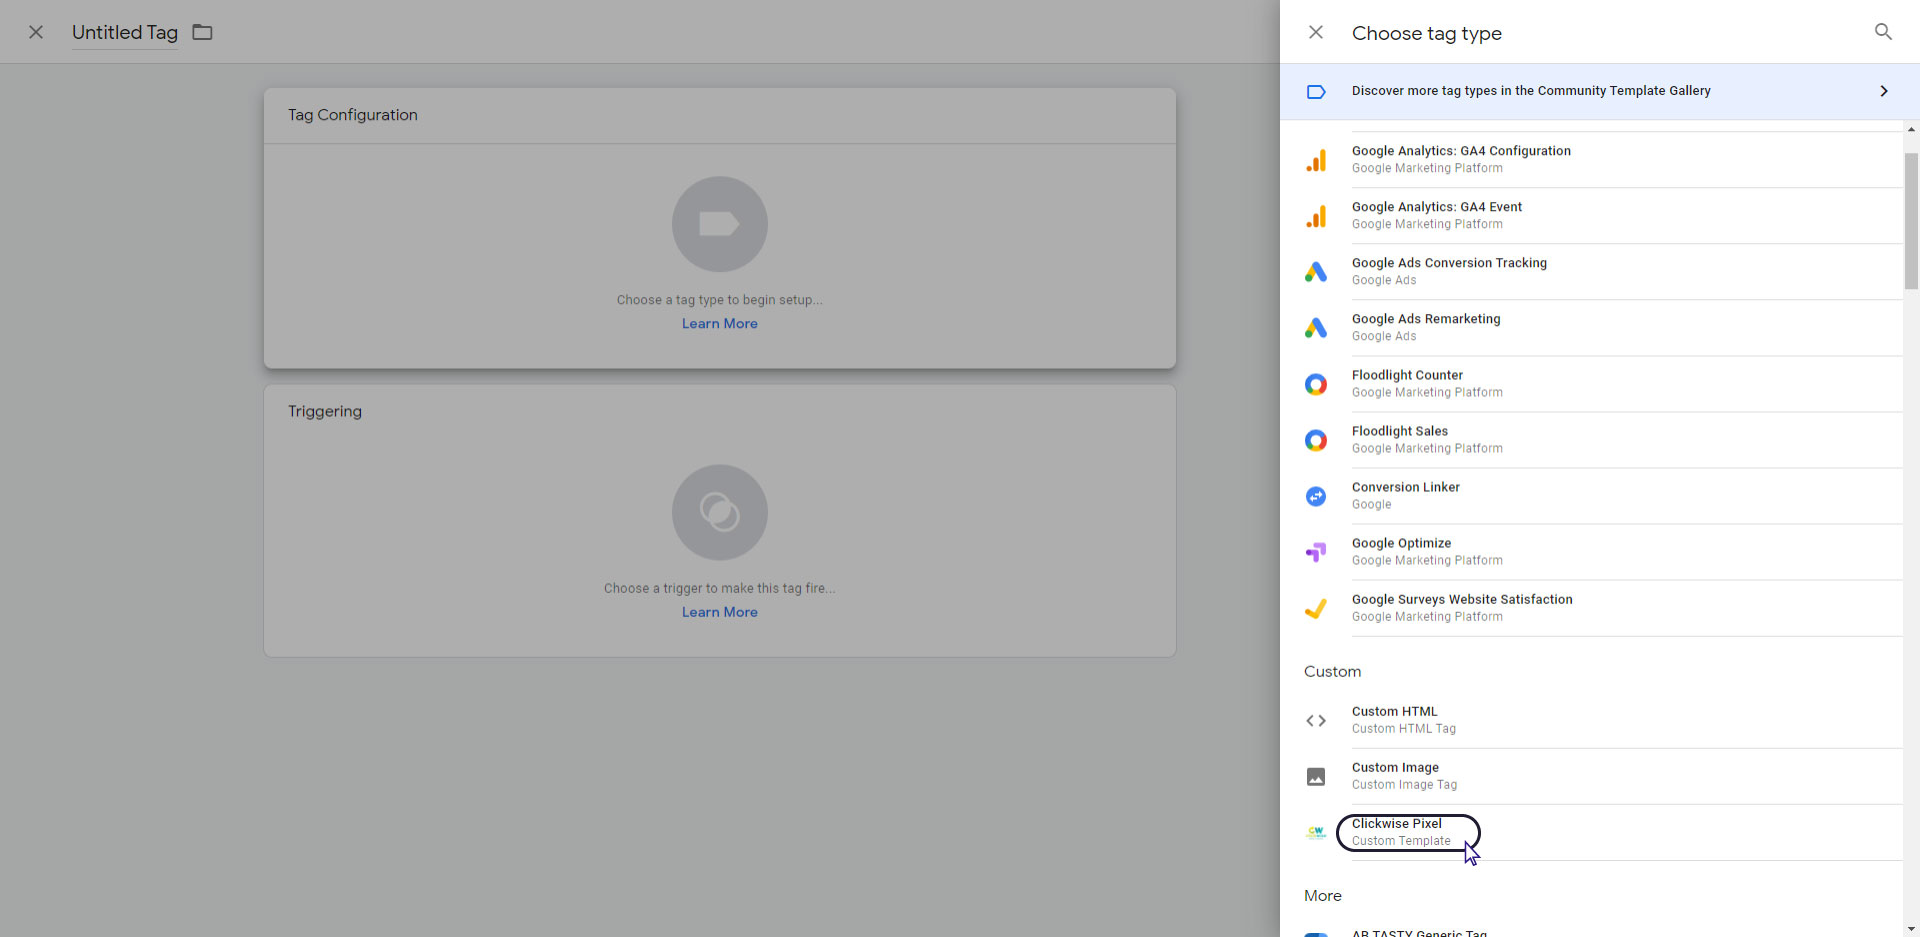 Untitled Tag
Tag Configuration
Choose a tag type to begin setup...
Learn More
Triggering
Choose a trigger to make this tag fire...
Learn More
Choose tag type
Discover more tag types in the Community Template Gallery
Google Analytics: GA4 Configuration
Google Marketing Platform
Google Analytics: GA4 Event
Google Marketing Platform
Google Ads Conversion Tracking
Google Ads
Google Ads Remarketing
Google Ads
Floodlight Counter
Google Marketing Platform
Floodlight Sales
Google Marketing Platform
Conversion Linker
Google
Google Optimize
Google Marketing Platform
Google Surveys Website Satisfaction
Google Marketing Platform
Custom
Custom HTML
Custom HTML Tag
Custom Image
Custom Image Tag
CW
Clickwise Pixel
Custom Template
More
AB TASTY Generic Tag